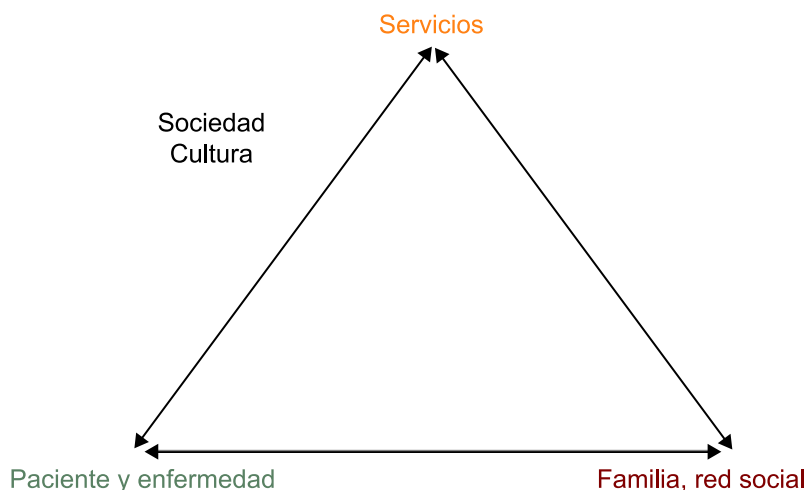 Servicios
Sociedad
Cultura
Paciente y enfermedad
Familia, red social